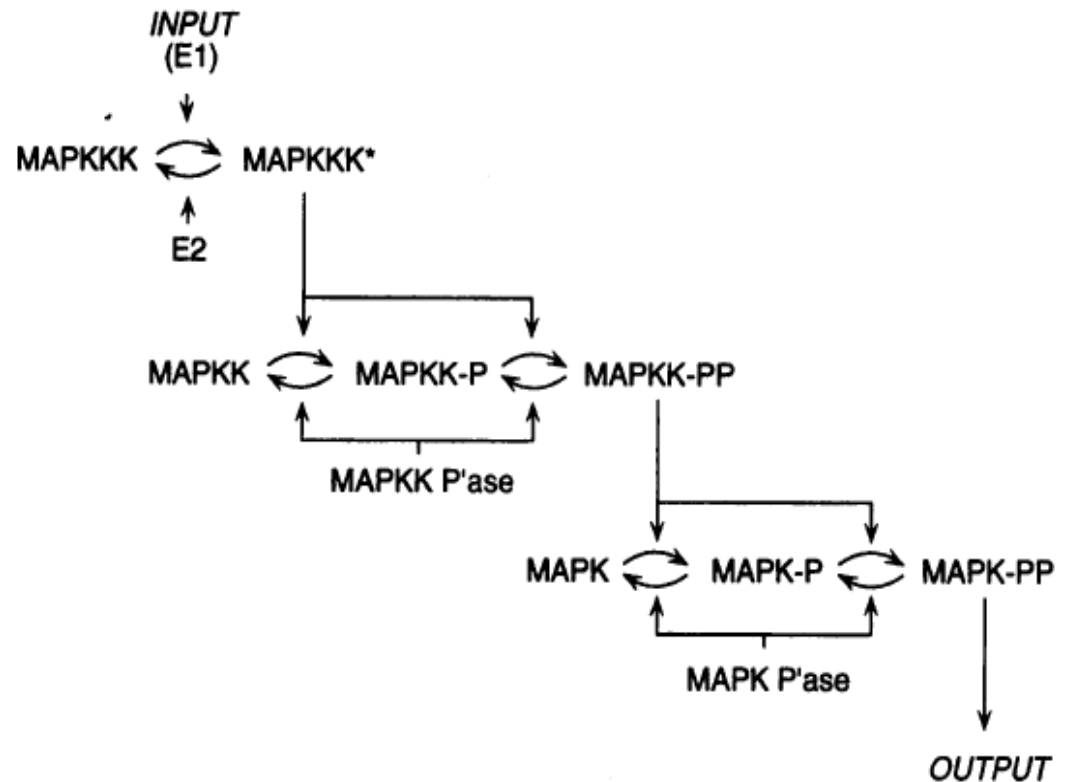 INPUT
(E1)
MAPKKK
MAPKKK*
E2
MAPKK
MAPKK-P
MAPKK-PP
MAPKK P'ase
MAPK
MAPK-P
MAPK-PP
MAPK P'ase
OUTPUT